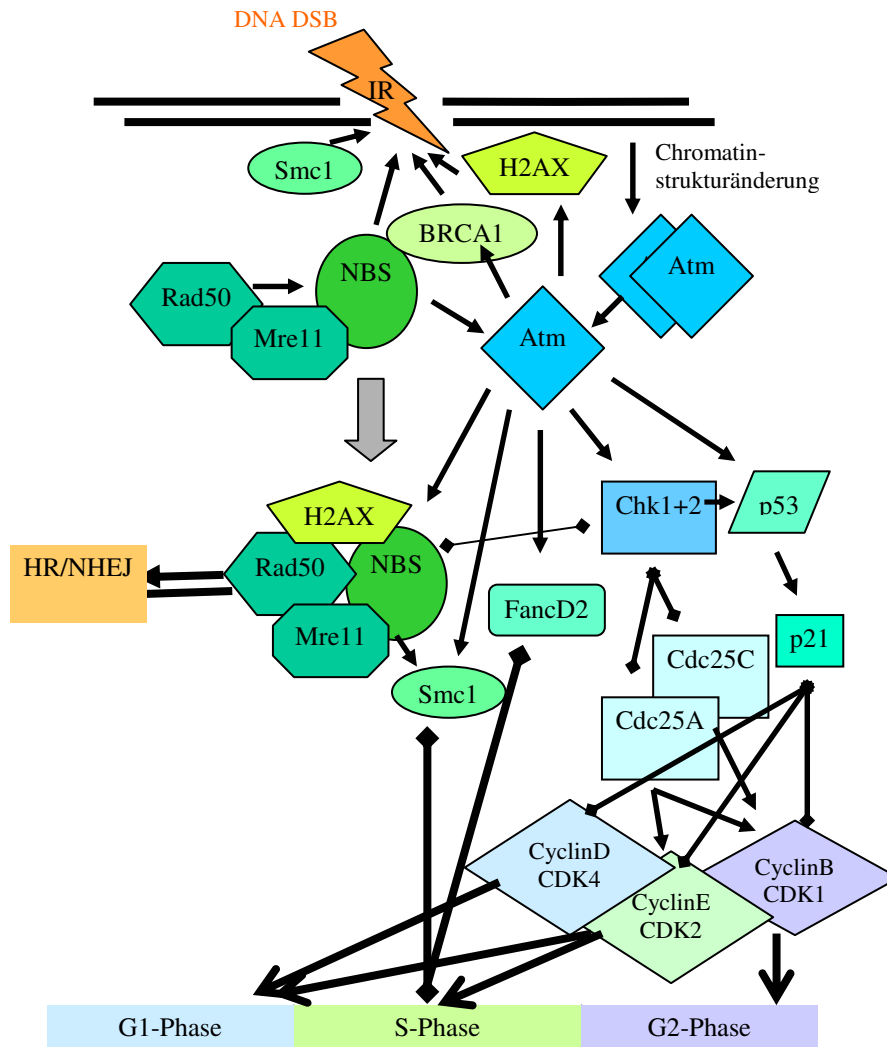 DNA DSB
IR
Smc1
H2AX
Chromatin-
strukturänderung
BRCA1
NBS
Atm
Rad50
Mre11
Atm
H2AX
Chk1+2
p53
HR/NHEJ
Rad50
NBS
FancD2
Mre11
p21
Cdc25C
Smc1
Cdc25A
CyclinD
CDK4
CyclinB
CDK1
CyclinE
CDK2
G1-Phase
S-Phase
G2-Phase